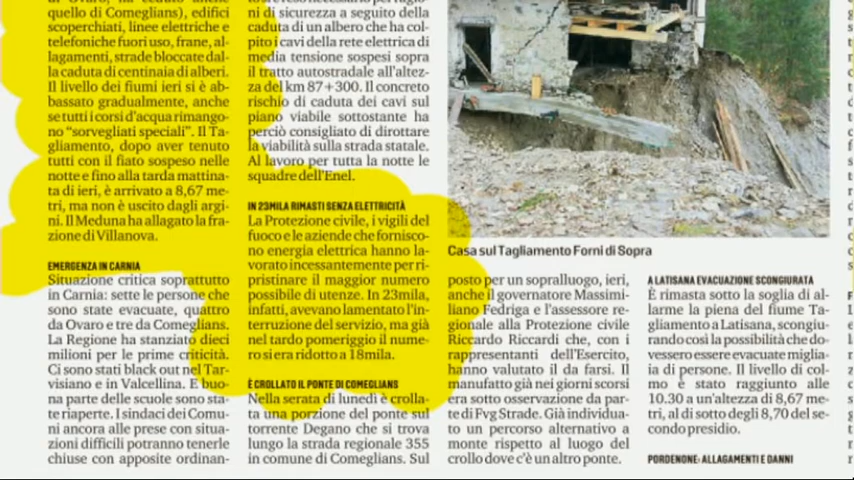 di Ovaro, ha ceduto anche
quello di Comeglians), edifici
scoperchiati, linee elettriche e
telefoniche fuori uso, frane, al-
lagamenti, strade bloccate dal-
la caduta di centinaia di alberi.
Il livello dei fiumi ieri si è ab-
bassato gradualmente, anche
se tutti i corsi d'acqua rimango-
no “sorvegliati speciali”. Il Ta-
gliamento, dopo aver tenuto
tutti con il fiato sospeso nelle
notte e fino alla tarda mattina-
ta di ieri, è arrivato a 8,67 me-
tri, ma non è uscito dagli argi-
ni. Il Meduna ha allagato la fra-
zione di Villanova.
EMERGENZA IN CARNIA
Situazione critica soprattutto
in Carnia: sette le persone che
sono state evacuate, quattro
da Ovaro e tre da Comeglians.
La Regione ha stanziato dieci
milioni per le prime criticità.
Ci sono stati black out nel Tar-
visiano e in Valcellina. E buo-
na parte delle scuole sono sta-
te riaperte. I sindaci dei Comu-
ni ancora alle prese con situa-
zioni difficili potranno tenerle
chiuse con apposite ordinan-
ni di sicurezza a seguito della
caduta di un albero che ha col-
pito i cavi della rete elettrica di
media tensione sospesi sopra
il tratto autostradale all'altez-
za del km 87+300. Il concreto
rischio di caduta dei cavi sul
piano viabile sottostante ha
perciò consigliato di dirottare
la viabilità sulla strada statale.
Al lavoro per tutta la notte le
squadre dell'Enel.
IN 23MILA RIMASTI SENZA ELETTRICITÀ
La Protezione civile, i vigili del
fuoco e le aziende che fornisco-
no energia elettrica hanno la-
vorato incessantemente per ri-
pristinare il maggior numero
possibile di utenze. In 23mila,
infatti, avevano lamentato l'in-
terruzione del servizio, ma già
nel tardo pomeriggio il nume-
ro si era ridotto a 18mila.
È CROLLATO IL PONTE DI COMEGLIANS
Nella serata di lunedì è crolla-
ta una porzione del ponte sul
torrente Degano che si trova
lungo la strada regionale 355
in comune di Comeglians. Sul
Casa sul Tagliamento Forni di Sopra
posto per un sopralluogo, ieri,
anche il governatore Massimi-
liano Fedriga e l'assessore re-
gionale alla Protezione civile
Riccardo Riccardi che, con i
rappresentanti dell'Esercito,
hanno valutato il da farsi. Il
manufatto già nei giorni scorsi
era sotto osservazione da par-
te di Fvg Strade. Già individua-
to un percorso alternativo a
monte rispetto al luogo del
crollo dove c'è un altro ponte.
A LATISANA EVACUAZIONE SCONGIURATA
È rimasta sotto la soglia di al-
larme la piena del fiume Ta-
gliamento a Latisana, scongiu-
rando così la possibilità che do-
vessero essere evacuate miglia-
ia di persone. Il livello di col-
mo è stato raggiunto alle
10.30 a un'altezza di 8,67 me-
tri, al di sotto degli 8,70 del se-
condo presidio.
PORDENONE: ALLAGAMENTI E DANNI